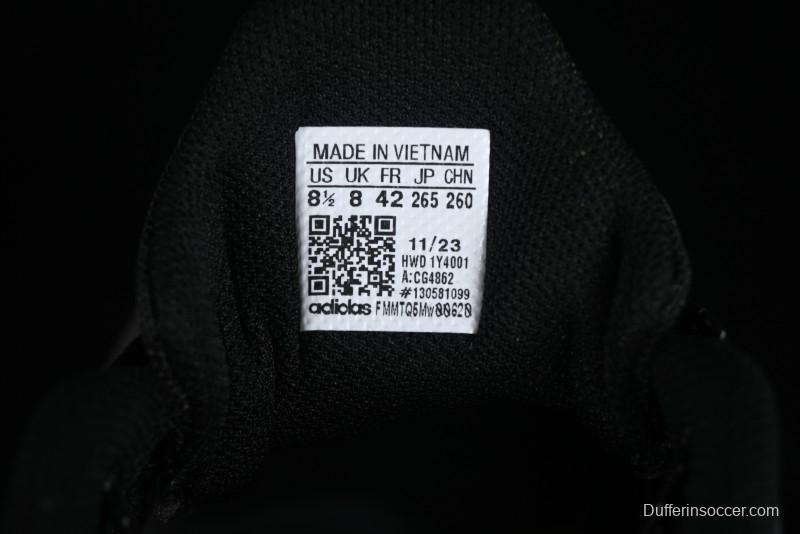 MADE IN VIETNAM
US UK FR JP CHN
8½ 8 42 265 260
11/23
HWD 1Y4001
A:CG4862
#130581099
adidas FMMTQ6Mw00620
Dufferinsoccer.com